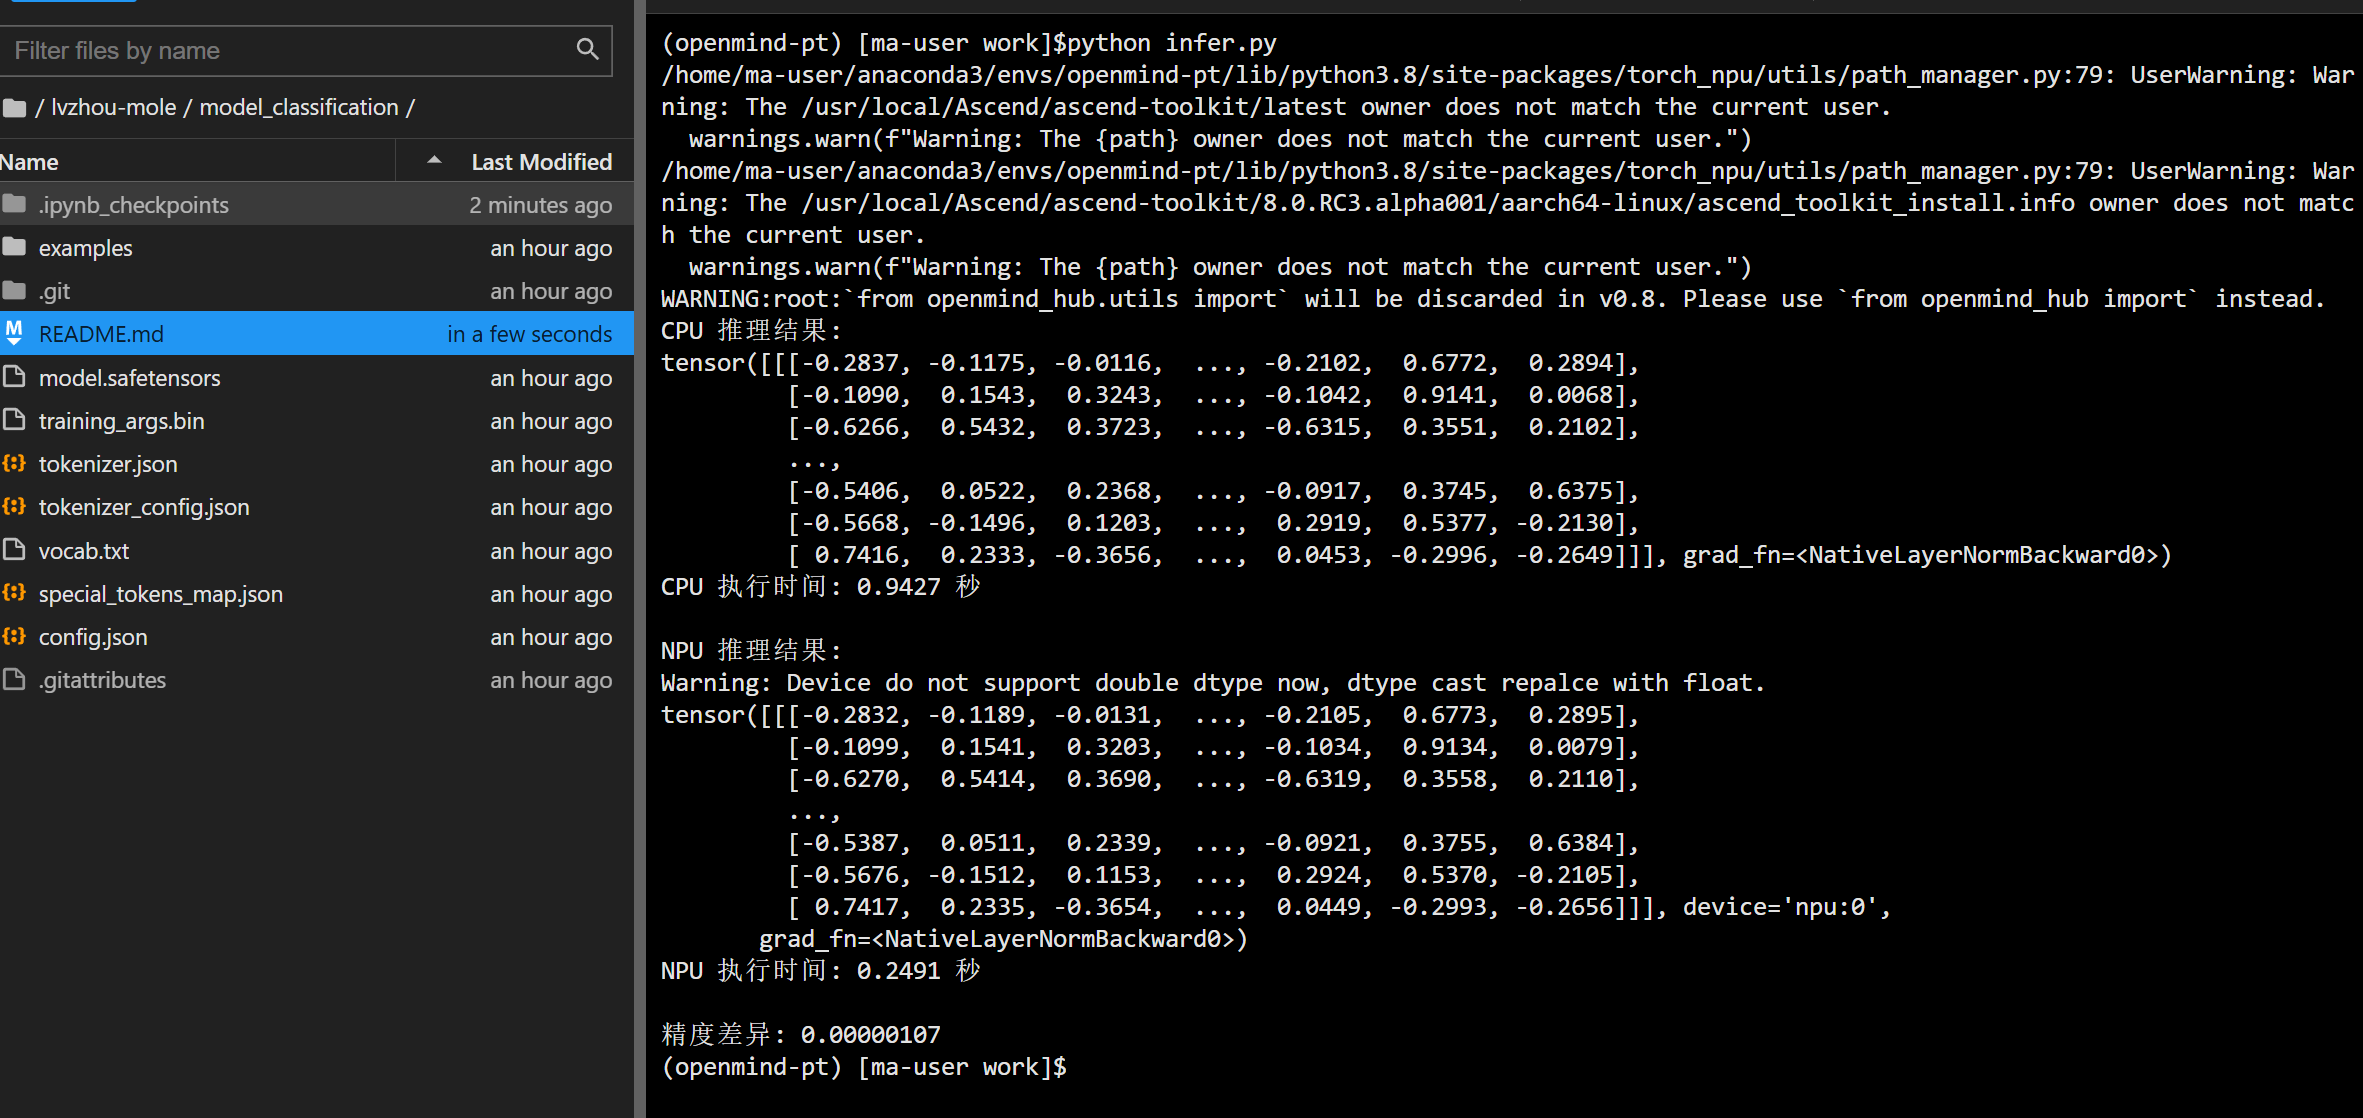 Filter files by name
/ lvzhou-mole / model_classification /
Name Last Modified
.ipynb_checkpoints 2 minutes ago
examples an hour ago
.git an hour ago
README.md in a few seconds
model.safetensors an hour ago
training_args.bin an hour ago
tokenizer.json an hour ago
tokenizer_config.json an hour ago
vocab.txt an hour ago
special_tokens_map.json an hour ago
config.json an hour ago
.gitattributes an hour ago
(openmind-pt) [ma-user work]$python infer.py
/home/ma-user/anaconda3/envs/openmind-pt/lib/python3.8/site-packages/torch_npu/utils/path_manager.py:79: UserWarning: War
ning: The /usr/local/Ascend/ascend-toolkit/latest owner does not match the current user.
  warnings.warn(f"Warning: The {path} owner does not match the current user.")
/home/ma-user/anaconda3/envs/openmind-pt/lib/python3.8/site-packages/torch_npu/utils/path_manager.py:79: UserWarning: War
ning: The /usr/local/Ascend/ascend-toolkit/8.0.RC3.alpha001/aarch64-linux/ascend_toolkit_install.info owner does not matc
h the current user.
  warnings.warn(f"Warning: The {path} owner does not match the current user.")
WARNING:root:`from openmind_hub.utils import` will be discarded in v0.8. Please use `from openmind_hub import` instead.
CPU 推理结果:
tensor([[[-0.2837, -0.1175, -0.0116,  ..., -0.2102,  0.6772,  0.2894],
         [-0.1090,  0.1543,  0.3243,  ..., -0.1042,  0.9141,  0.0068],
         [-0.6266,  0.5432,  0.3723,  ..., -0.6315,  0.3551,  0.2102],
         ...,
         [-0.5406,  0.0522,  0.2368,  ..., -0.0917,  0.3745,  0.6375],
         [-0.5668, -0.1496,  0.1203,  ...,  0.2919,  0.5377, -0.2130],
         [ 0.7416,  0.2333, -0.3656,  ...,  0.0453, -0.2996, -0.2649]]], grad_fn=<NativeLayerNormBackward0>)
CPU 执行时间: 0.9427 秒
NPU 推理结果:
Warning: Device do not support double dtype now, dtype cast repalce with float.
tensor([[[-0.2832, -0.1189, -0.0131,  ..., -0.2105,  0.6773,  0.2895],
         [-0.1099,  0.1541,  0.3203,  ..., -0.1034,  0.9134,  0.0079],
         [-0.6270,  0.5414,  0.3690,  ..., -0.6319,  0.3558,  0.2110],
         ...,
         [-0.5387,  0.0511,  0.2339,  ..., -0.0921,  0.3755,  0.6384],
         [-0.5676, -0.1512,  0.1153,  ...,  0.2924,  0.5370, -0.2105],
         [ 0.7417,  0.2335, -0.3654,  ...,  0.0449, -0.2993, -0.2656]]], device='npu:0',
       grad_fn=<NativeLayerNormBackward0>)
NPU 执行时间: 0.2491 秒
精度差异: 0.00000107
(openmind-pt) [ma-user work]$